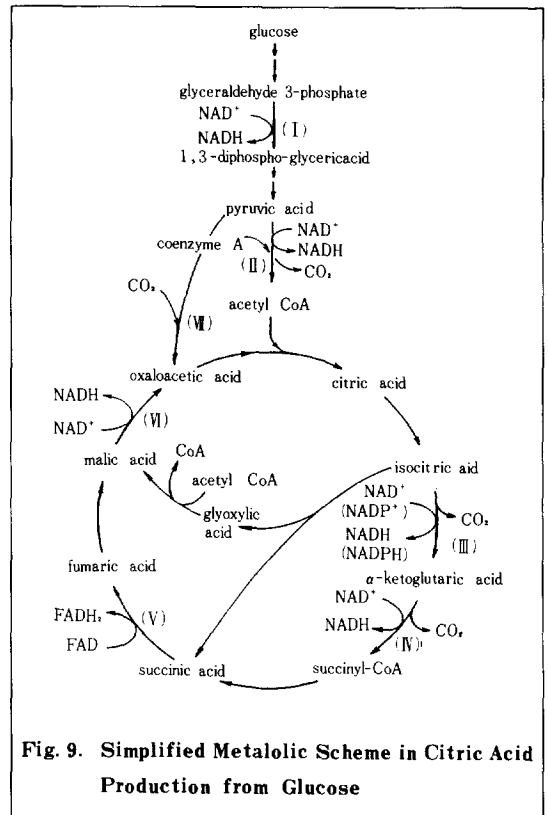 glucose
glyceraldehyde 3-phosphate
NAD⁺
NADH
(Ⅰ)
1,3-diphospho-glycericacid
pyruvic acid
coenzyme A
NAD⁺
NADH
(Ⅱ)
CO₂
CO₂
acetyl CoA
(Ⅶ)
oxaloacetic acid
citric acid
NADH
NAD⁺
(Ⅵ)
malic acid
CoA
acetyl CoA
glyoxylic
acid
isocitric aid
NAD⁺
(NADP⁺)
NADH
(NADPH)
CO₂
(Ⅲ)
fumaric acid
α-ketoglutaric acid
NAD⁺
NADH
(Ⅳ)
CO₂
FADH₂
FAD
(Ⅴ)
succinic acid
succinyl-CoA
Fig. 9. Simplified Metalolic Scheme in Citric Acid
Production from Glucose